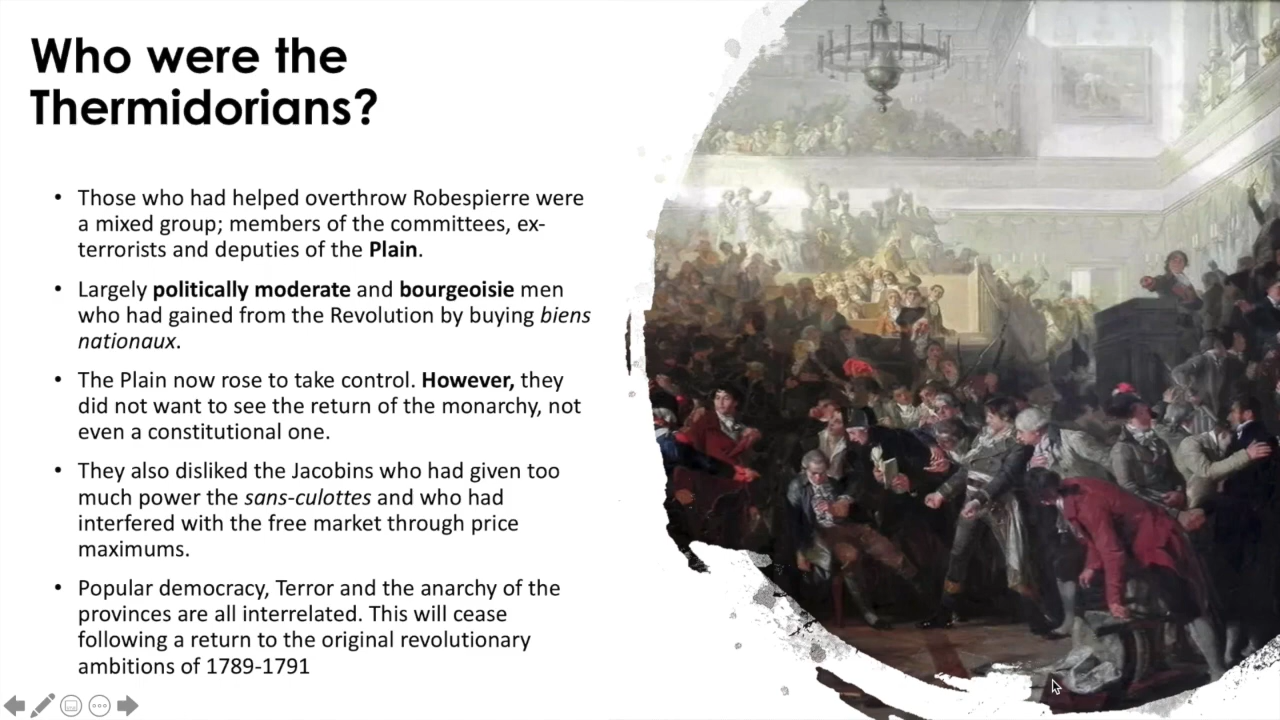 Who were the
Thermidorians?
• Those who had helped overthrow Robespierre were
a mixed group; members of the committees, ex-
terrorists and deputies of the Plain.
• Largely politically moderate and bourgeoisie men
who had gained from the Revolution by buying biens
nationaux.
• The Plain now rose to take control. However, they
did not want to see the return of the monarchy, not
even a constitutional one.
• They also disliked the Jacobins who had given too
much power the sans-culottes and who had
interfered with the free market through price
maximums.
• Popular democracy, Terror and the anarchy of the
provinces are all interrelated. This will cease
following a return to the original revolutionary
ambitions of 1789-1791